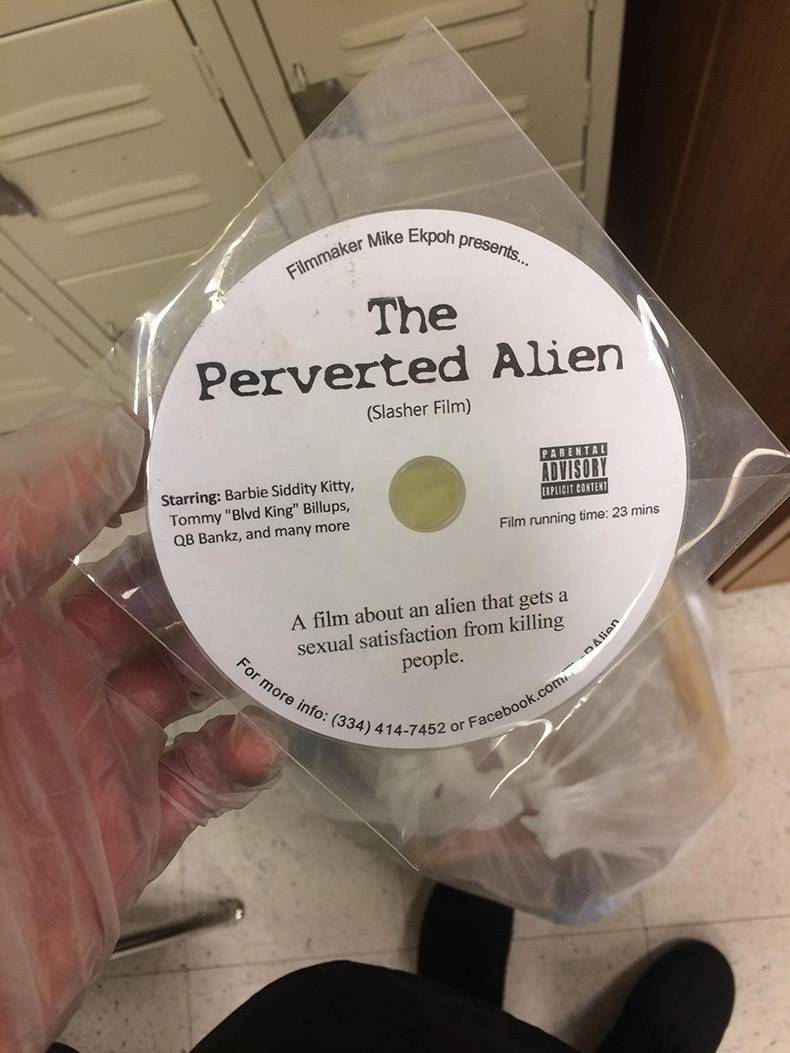 Filmmaker Mike Ekpoh presents...
The
Perverted Alien
(Slasher Film)
PARENTAL
ADVISORY
EXPLICIT CONTENT
Starring: Barbie Siddity Kitty,
Tommy "Blvd King" Billups,
QB Bankz, and many more
Film running time: 23 mins
A film about an alien that gets a
sexual satisfaction from killing
people.
For more info: (334) 414-7452 or Facebook.com/